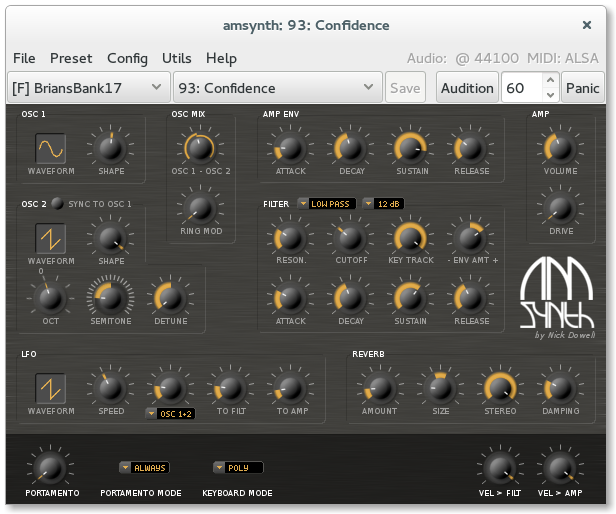 amsynth: 93: Confidence ×
File Preset Config Utils Help Audio: @ 44100 MIDI: ALSA
[F] BriansBank17 93: Confidence Save Audition 60 Panic
OSC 1 OSC MIX AMP ENV AMP
WAVEFORM SHAPE OSC 1 - OSC 2 ATTACK DECAY SUSTAIN RELEASE VOLUME
OSC 2 SYNC TO OSC 1 FILTER LOW PASS 12 dB
RING MOD DRIVE
WAVEFORM SHAPE RESON. CUTOFF KEY TRACK - ENV AMT +
0
OCT SEMITONE DETUNE ATTACK DECAY SUSTAIN RELEASE
AM
SYNTH
by Nick Dowell
LFO REVERB
WAVEFORM SPEED OSC 1+2 TO FILT TO AMP AMOUNT SIZE STEREO DAMPING
ALWAYS POLY
PORTAMENTO PORTAMENTO MODE KEYBOARD MODE VEL > FILT VEL > AMP